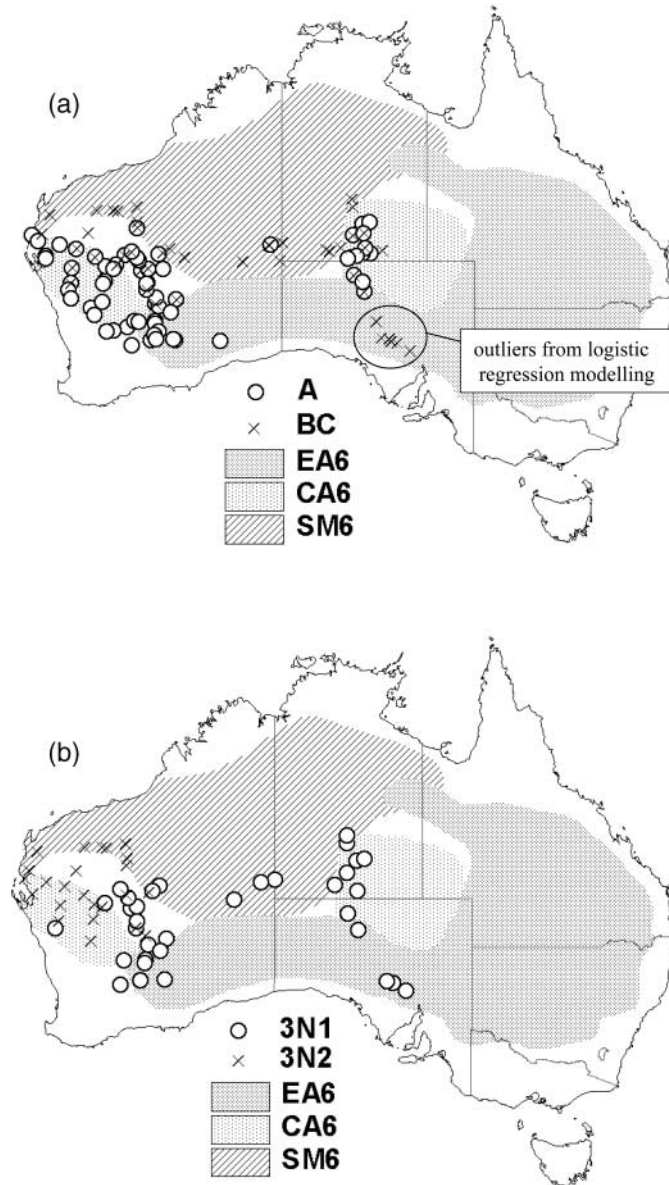 (a)
outliers from logistic
regression modelling
A
BC
EA6
CA6
SM6
(b)
3N1
3N2
EA6
CA6
SM6